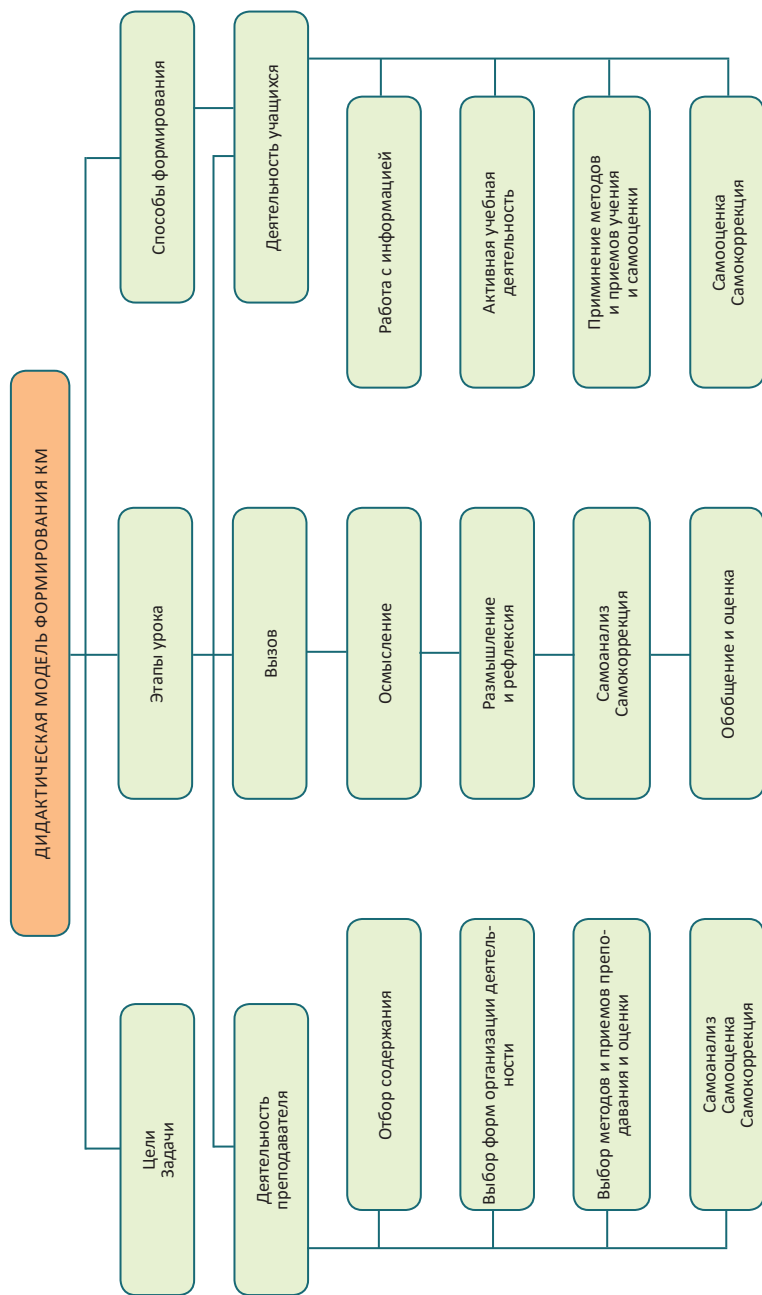 ДИДАКТИЧЕСКАЯ МОДЕЛЬ ФОРМИРОВАНИЯ КМ
Цели
Задачи
Этапы урока
Способы формирования
Деятельность
преподавателя
Вызов
Деятельность учащихся
Отбор содержания
Осмысление
Работа с информацией
Выбор форм организации деятель-
ности
Размышление
и рефлексия
Активная учебная
деятельность
Выбор методов и приемов препо-
давания и оценки
Самоанализ
Самокоррекция
Приминение методов
и приемов учения
и самооценки
Самоанализ
Самооценка
Самокоррекция
Обобщение и оценка
Самооценка
Самокоррекция